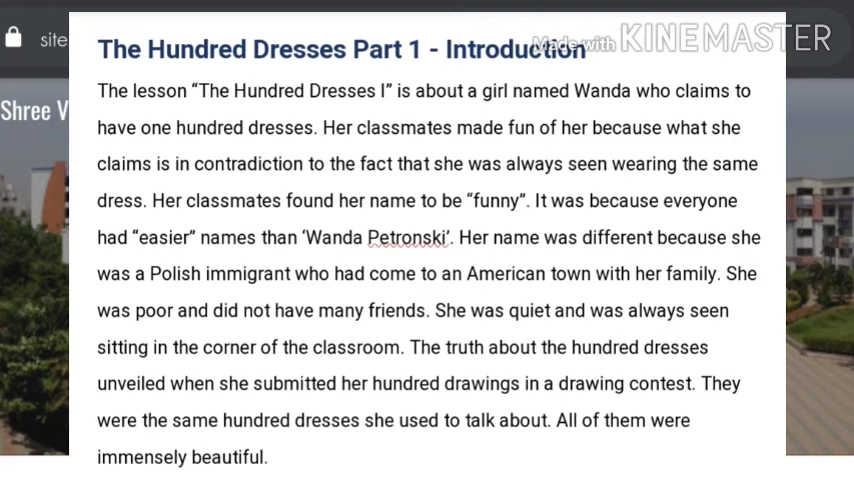 site
Made with KINEMASTER
Shree V
The Hundred Dresses Part 1 - Introduction
The lesson “The Hundred Dresses I” is about a girl named Wanda who claims to
have one hundred dresses. Her classmates made fun of her because what she
claims is in contradiction to the fact that she was always seen wearing the same
dress. Her classmates found her name to be “funny”. It was because everyone
had “easier” names than ‘Wanda Petronski’. Her name was different because she
was a Polish immigrant who had come to an American town with her family. She
was poor and did not have many friends. She was quiet and was always seen
sitting in the corner of the classroom. The truth about the hundred dresses
unveiled when she submitted her hundred drawings in a drawing contest. They
were the same hundred dresses she used to talk about. All of them were
immensely beautiful.